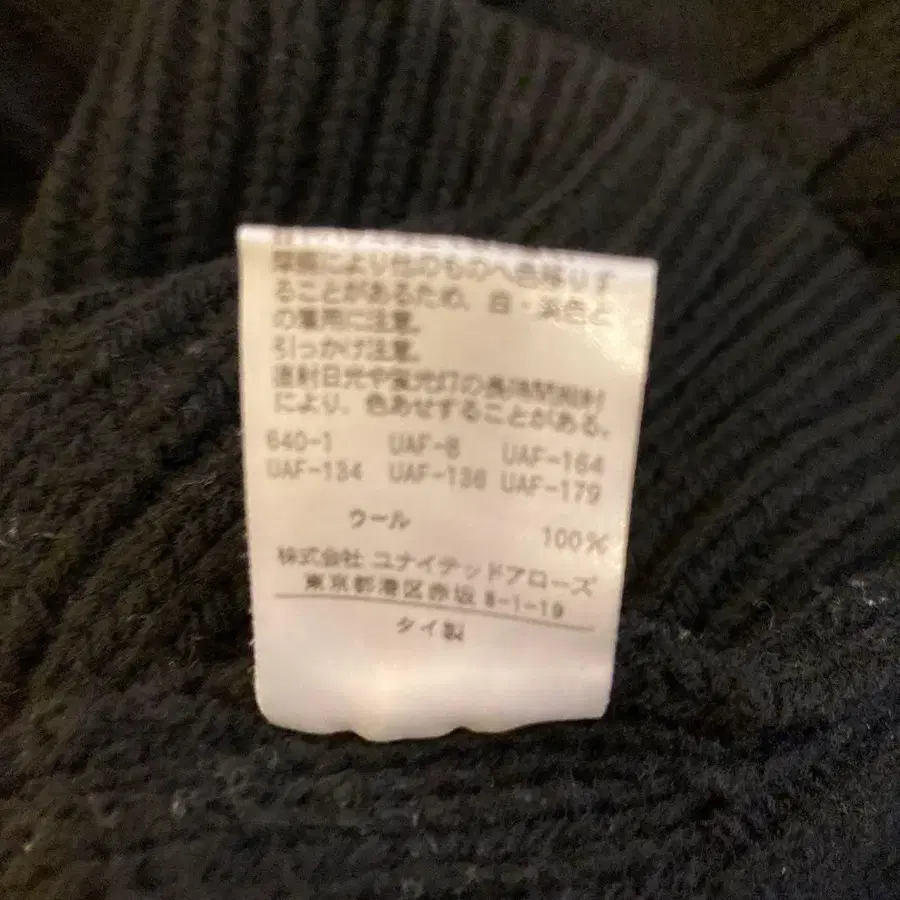 摩擦により他のものへ色移りす
ることがあるため、白・淡色と
の着用に注意。
引っかけ注意。
直射日光や蛍光灯の長時間照射
により、色あせすることがある。
640-1 UAF-8 UAF-164
UAF-134 UAF-136 UAF-179
ウール 100%
株式会社 ユナイテッドアローズ
東京都港区赤坂 8-1-19
タイ製